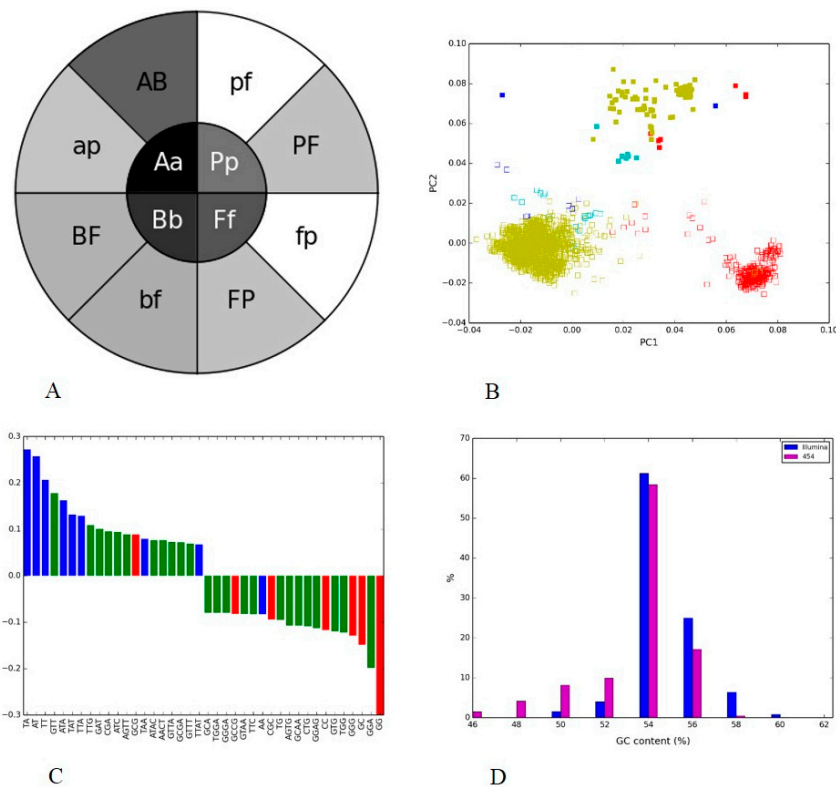 AB
pf
ap
PF
Aa
Pp
Bb
Ff
BF
fp
bf
FP
A
0.10
0.08
0.06
0.04
0.02
0.00
−0.02
−0.04
−0.04
−0.02
0.00
0.02
0.04
0.06
0.08
0.10
PC2
PC1
B
0.3
0.2
0.1
0.0
−0.1
−0.2
−0.3
TA
AT
TT
GTT
ATA
TAT
TTA
TTG
GAT
CGA
ATC
AGTT
GCG
TAA
ATAC
AACT
GTTA
GCGA
GTTT
TTAT
GCA
TGGA
GGGA
GCCG
GTAA
TTC
AA
CGC
TG
AGTG
GCAA
CTG
GGAG
CC
GTG
TGG
GGG
GC
GGA
GG
C
70
60
50
40
30
20
10
0
%
Illumina
454
46
48
50
52
54
56
58
60
62
GC content (%)
D